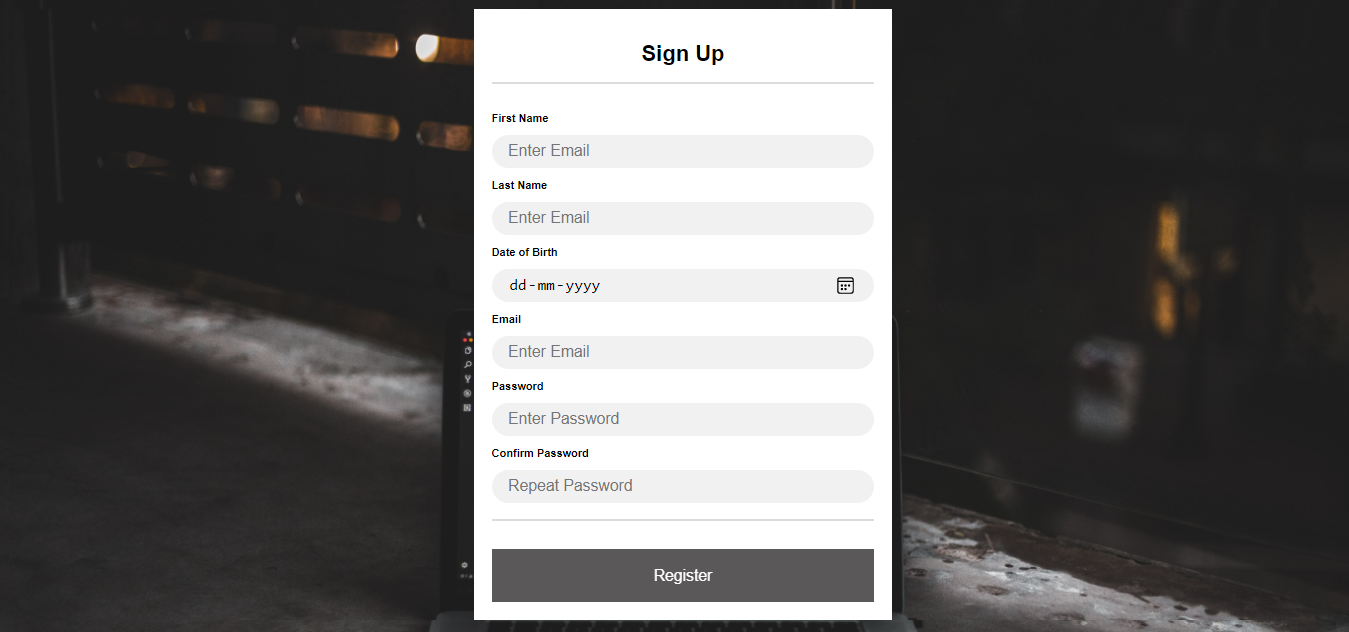 Sign Up
First Name
Enter Email
Last Name
Enter Email
Date of Birth
dd-mm-yyyy
Email
Enter Email
Password
Enter Password
Confirm Password
Repeat Password
Register